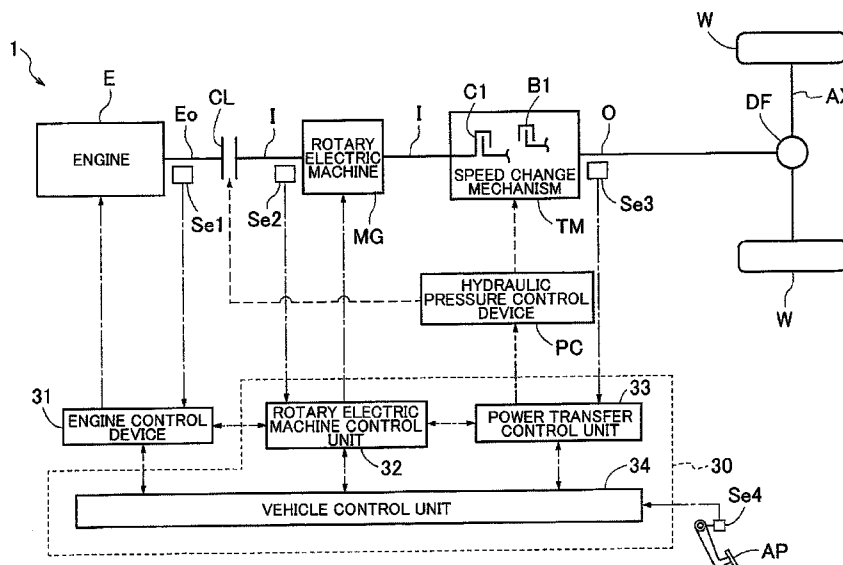 1
E
Eo
CL
I
I
C1
B1
O
W
DF
AX
ENGINE
ROTARY
ELECTRIC
MACHINE
SPEED CHANGE
MECHANISM
Se1
Se2
MG
TM
Se3
HYDRAULIC
PRESSURE CONTROL
DEVICE
PC
W
31
ENGINE CONTROL
DEVICE
ROTARY ELECTRIC
MACHINE CONTROL
UNIT
32
33
POWER TRANSFER
CONTROL UNIT
34
30
VEHICLE CONTROL UNIT
Se4
AP